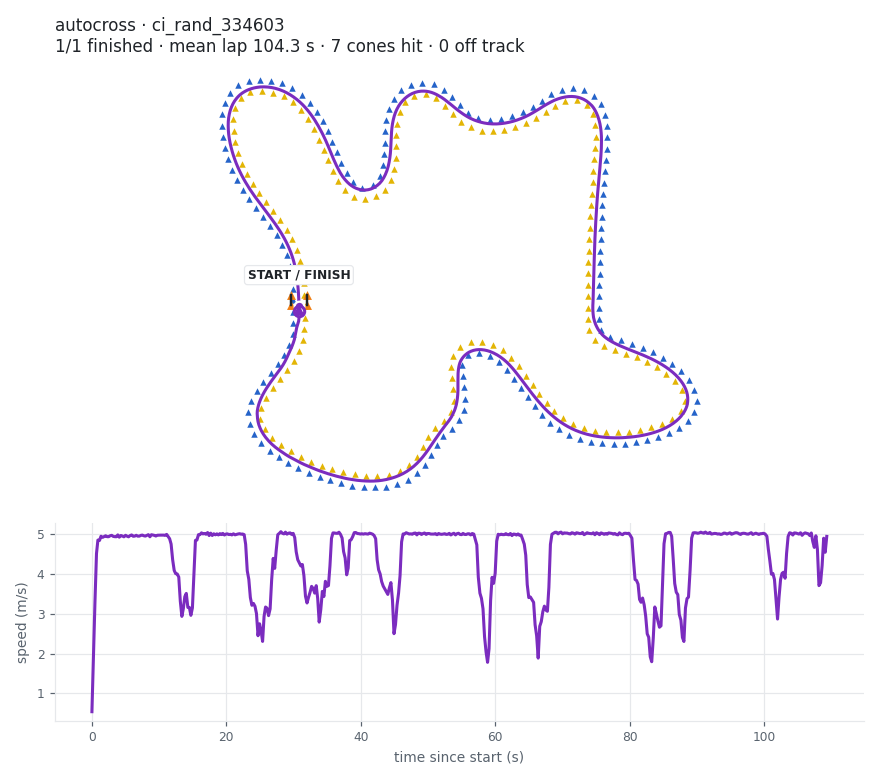 autocross · ci_rand_334603
1/1 finished · mean lap 104.3 s · 7 cones hit · 0 off track
START / FINISH
5
4
3
2
1
speed (m/s)
0 20 40 60 80 100
time since start (s)